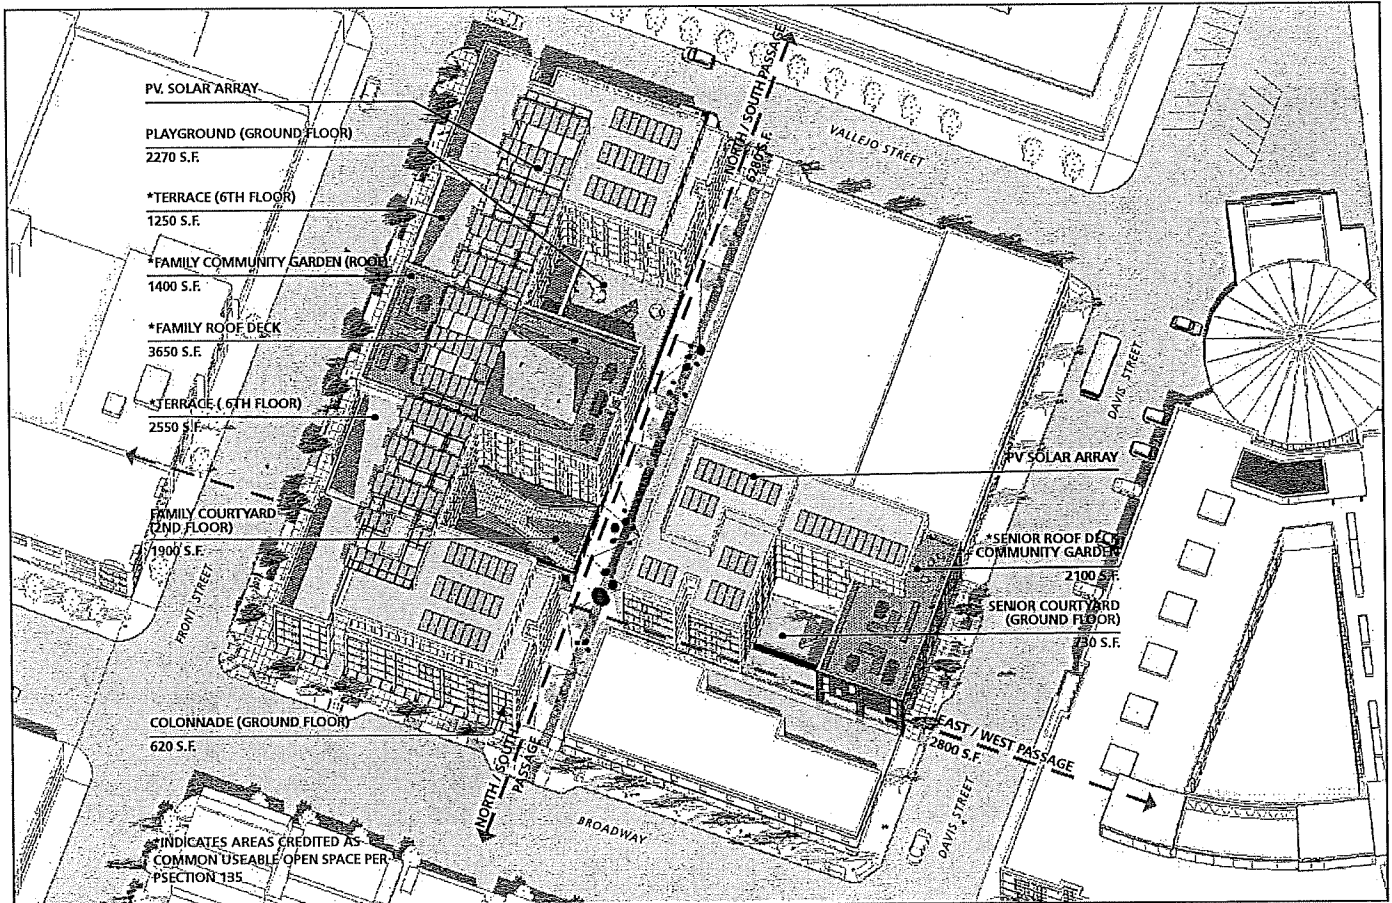 PV. SOLAR ARRAY
PLAYGROUND (GROUND FLOOR)
2270 S.F.
*TERRACE (6TH FLOOR)
1250 S.F.
*FAMILY COMMUNITY GARDEN (ROOF)
1400 S.F.
*FAMILY ROOF DECK
3650 S.F.
*TERRACE ( 6TH FLOOR)
2550 S.F.
FAMILY COURTYARD
(2ND FLOOR)
1900 S.F.
COLONNADE (GROUND FLOOR)
620 S.F.
*INDICATES AREAS CREDITED AS
COMMON USEABLE OPEN SPACE PER
PSECTION 135
FRONT STREET
NORTH / SOUTH PASSAGE
6280 S.F.
VALLEJO STREET
DAVIS STREET
PV SOLAR ARRAY
*SENIOR ROOF DECK
COMMUNITY GARDEN
2100 S.F.
SENIOR COURTYARD
(GROUND FLOOR)
730 S.F.
EAST / WEST PASSAGE
2800 S.F.
NORTH / SOUTH
PASSAGE
BROADWAY
DAVIS STREET